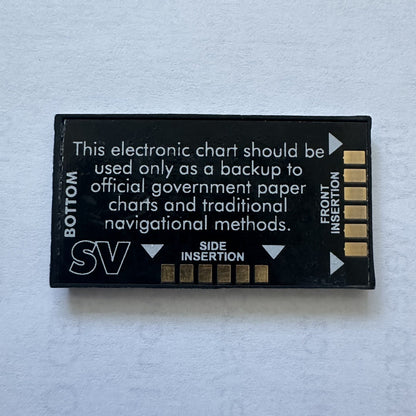 This electronic chart should be
used only as a backup to
official government paper
charts and traditional
navigational methods.
BOTTOM
SV
SIDE
INSERTION
FRONT
INSERTION